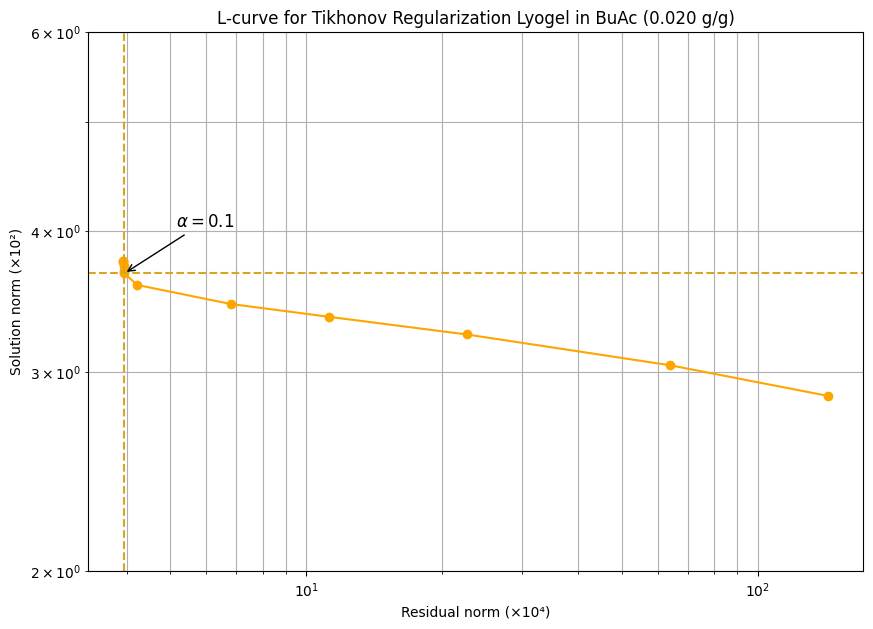 L-curve for Tikhonov Regularization Lyogel in BuAc (0.020 g/g)
6 × 10⁰
4 × 10⁰
3 × 10⁰
2 × 10⁰
Solution norm (×10²)
α = 0.1
10¹
10²
Residual norm (×10⁴)